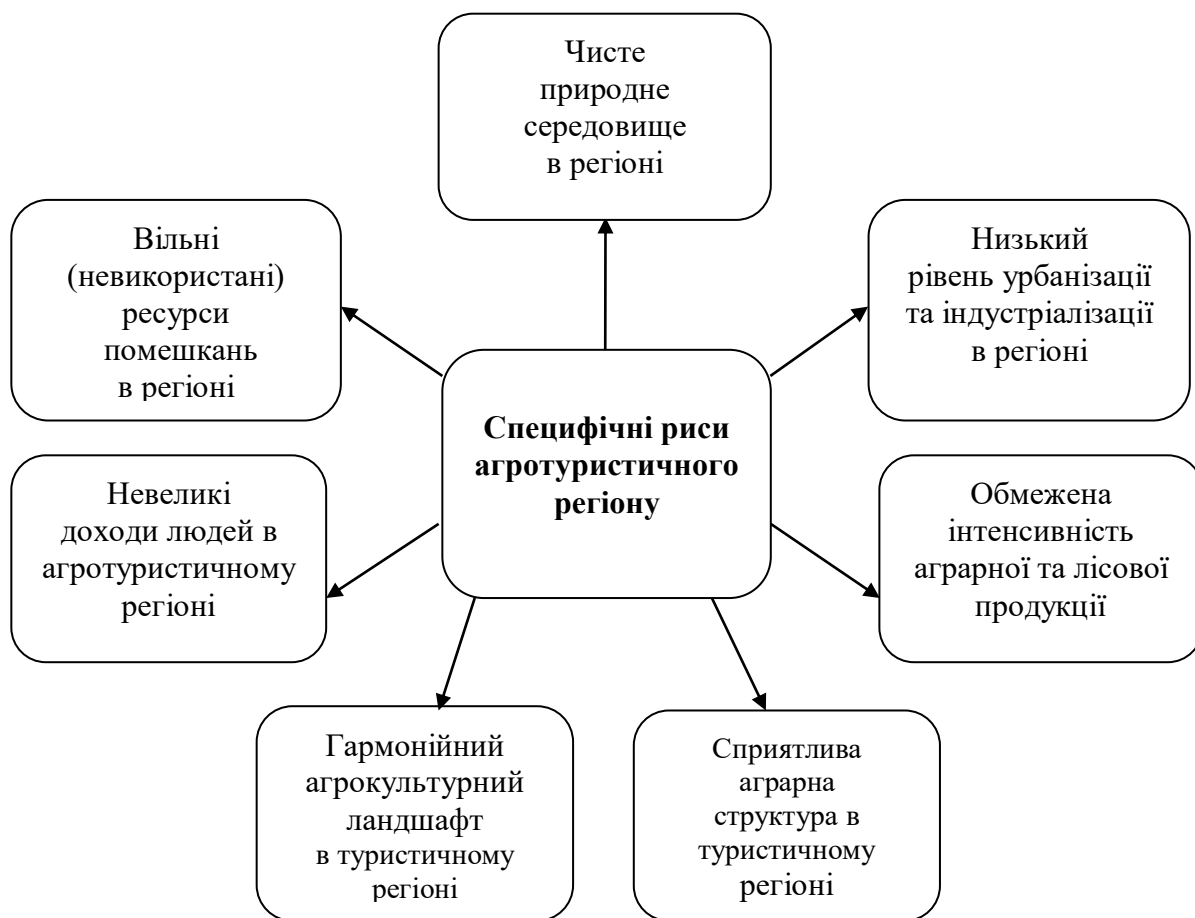 Чисте
природне
середовище
в регіоні
Вільні
(невикористані)
ресурси
помешкань
в регіоні
Низький
рівень урбанізації
та індустріалізації
в регіоні
Специфічні риси
агротуристичного
регіону
Невеликі
доходи людей в
агротуристичному
регіоні
Обмежена
інтенсивність
аграрної та лісової
продукції
Гармонійний
агрокультурний
ландшафт
в туристичному
регіоні
Сприятлива
аграрна
структура в
туристичному
регіоні